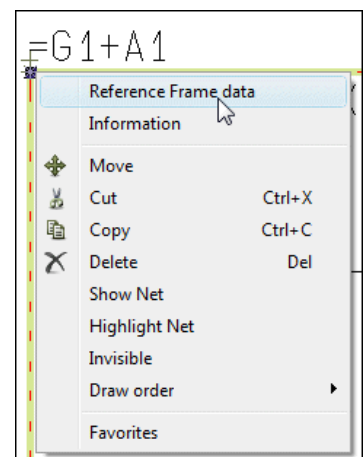 =G1+A1
Reference Frame data
Information
Move
Cut Ctrl+X
Copy Ctrl+C
Delete Del
Show Net
Highlight Net
Invisible
Draw order
Favorites